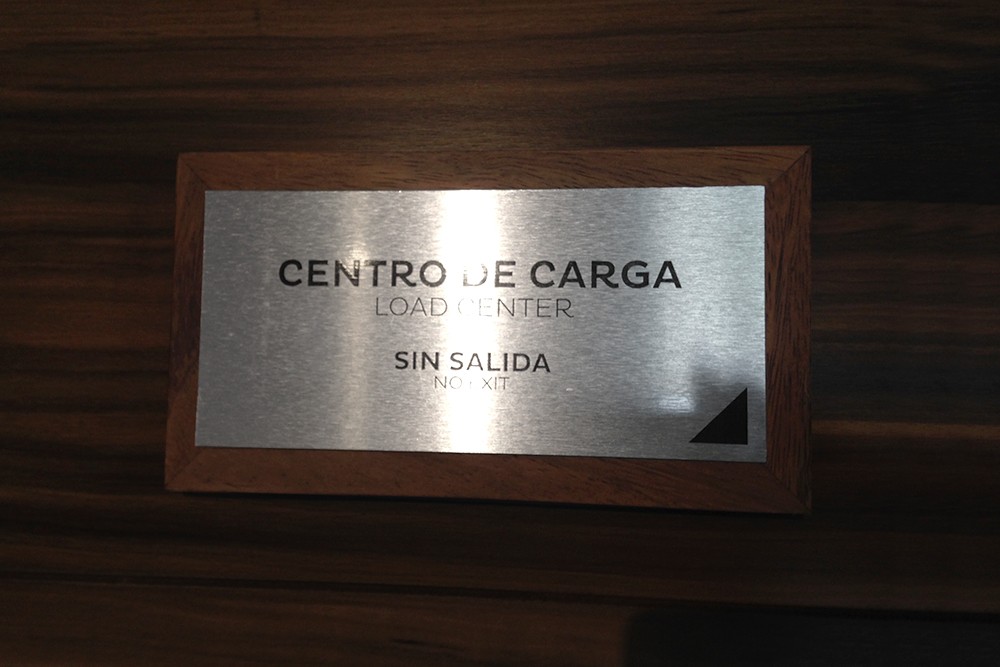 CENTRO DE CARGA
LOAD CENTER
SIN SALIDA
NO EXIT